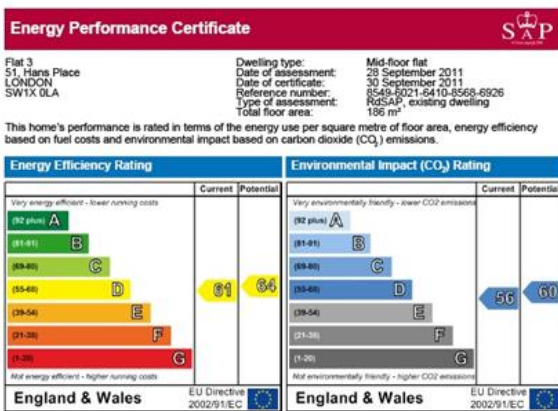 Energy Performance Certificate
SAP
Flat 3
51, Hans Place
LONDON
SW1X 0LA
Dwelling type: Mid-floor flat
Date of assessment: 28 September 2011
Date of certificate: 30 September 2011
Reference number: 8549-6021-6410-8568-6926
Type of assessment: RdSAP, existing dwelling
Total floor area: 186 m²
This home's performance is rated in terms of the energy use per square metre of floor area, energy efficiency
based on fuel costs and environmental impact based on carbon dioxide (CO₂) emissions.
Energy Efficiency Rating
Current Potential
Very energy efficient - lower running costs
(92 plus) A
(81-91) B
(69-80) C
(55-68) D
61 64
(39-54) E
(21-38) F
(1-20) G
Not energy efficient - higher running costs
England & Wales
EU Directive
2002/91/EC
Environmental Impact (CO₂) Rating
Current Potential
Very environmentally friendly - lower CO2 emissions
(92 plus) A
(81-91) B
(69-80) C
(55-68) D
56 60
(39-54) E
(21-38) F
(1-20) G
Not environmentally friendly - higher CO2 emissions
England & Wales
EU Directive
2002/91/EC